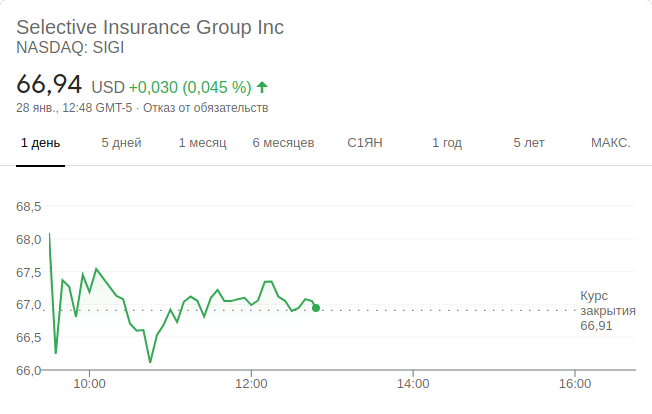 Selective Insurance Group Inc
NASDAQ: SIGI
66,94 USD +0,030 (0,045 %)
28 янв., 12:48 GMT-5 · Отказ от обязательств
1 день 5 дней 1 месяц 6 месяцев С1ЯН 1 год 5 лет МАКС.
68,5
68,0
67,5
67,0
66,5
66,0
Курс
закрытия
66,91
10:00 12:00 14:00 16:00